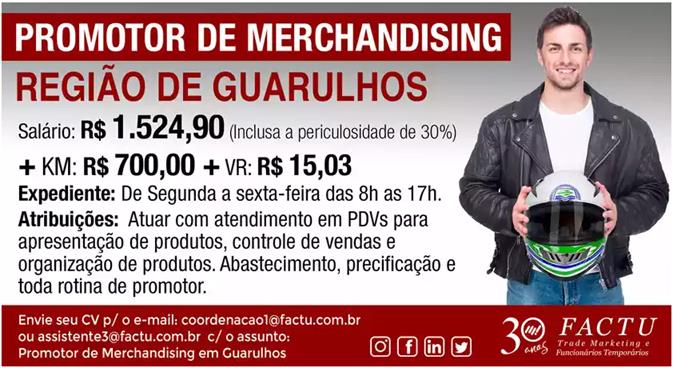 PROMOTOR DE MERCHANDISING
REGIÃO DE GUARULHOS
Salário: R$ 1.524,90 (Inclusa a periculosidade de 30%)
+ KM: R$ 700,00 + VR: R$ 15,03
Expediente: De Segunda a sexta-feira das 8h as 17h.
Atribuições: Atuar com atendimento em PDVs para
apresentação de produtos, controle de vendas e
organização de produtos. Abastecimento, precificação e
toda rotina de promotor.
Envie seu CV p/ o e-mail: coordenacao1@factu.com.br
ou assistente3@factu.com.br c/ o assunto:
Promotor de Merchandising em Guarulhos
30 anos
FACTU
Trade Marketing e
Funcionários Temporários